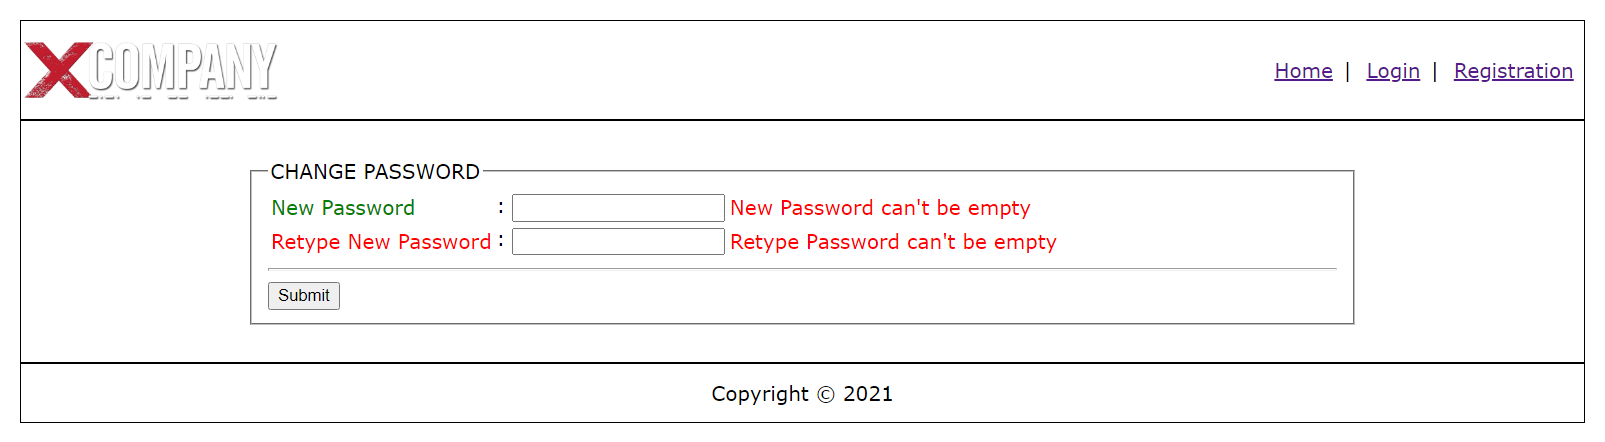 XCOMPANY
Home | Login | Registration
CHANGE PASSWORD
New Password : New Password can't be empty
Retype New Password : Retype Password can't be empty
Submit
Copyright © 2021